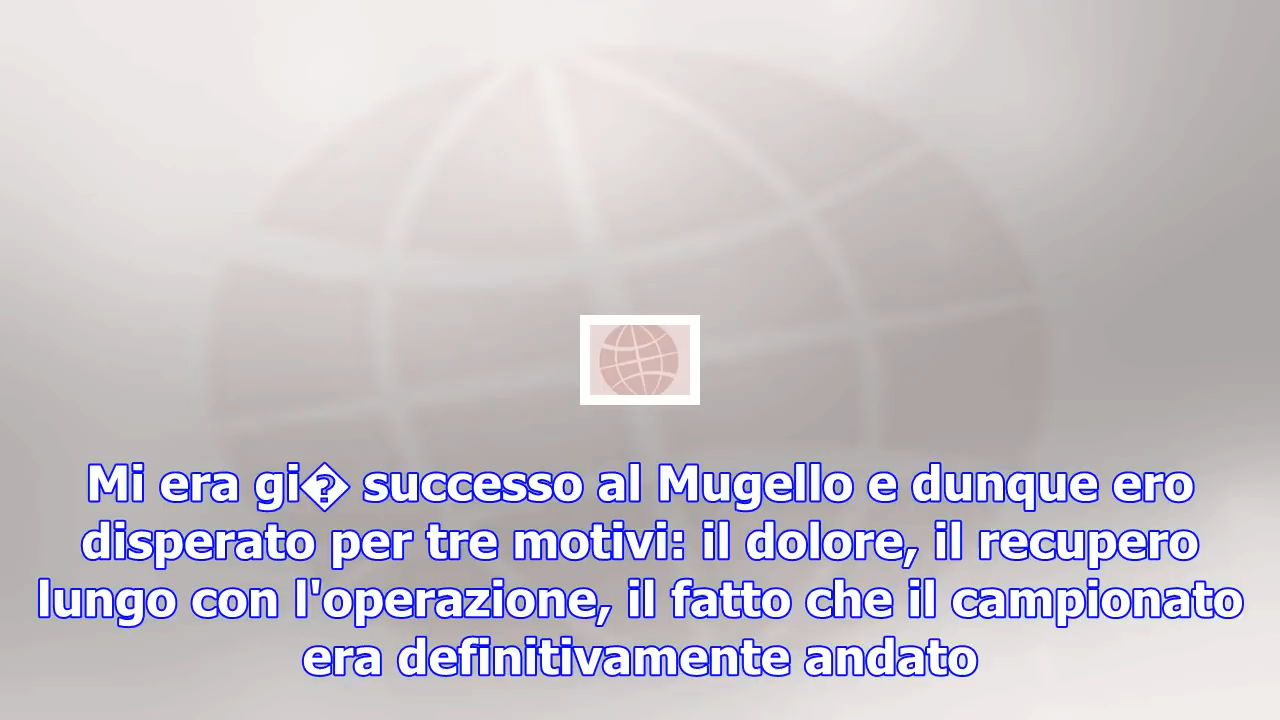 Mi era gi� successo al Mugello e dunque ero
disperato per tre motivi: il dolore, il recupero
lungo con l'operazione, il fatto che il campionato
era definitivamente andato